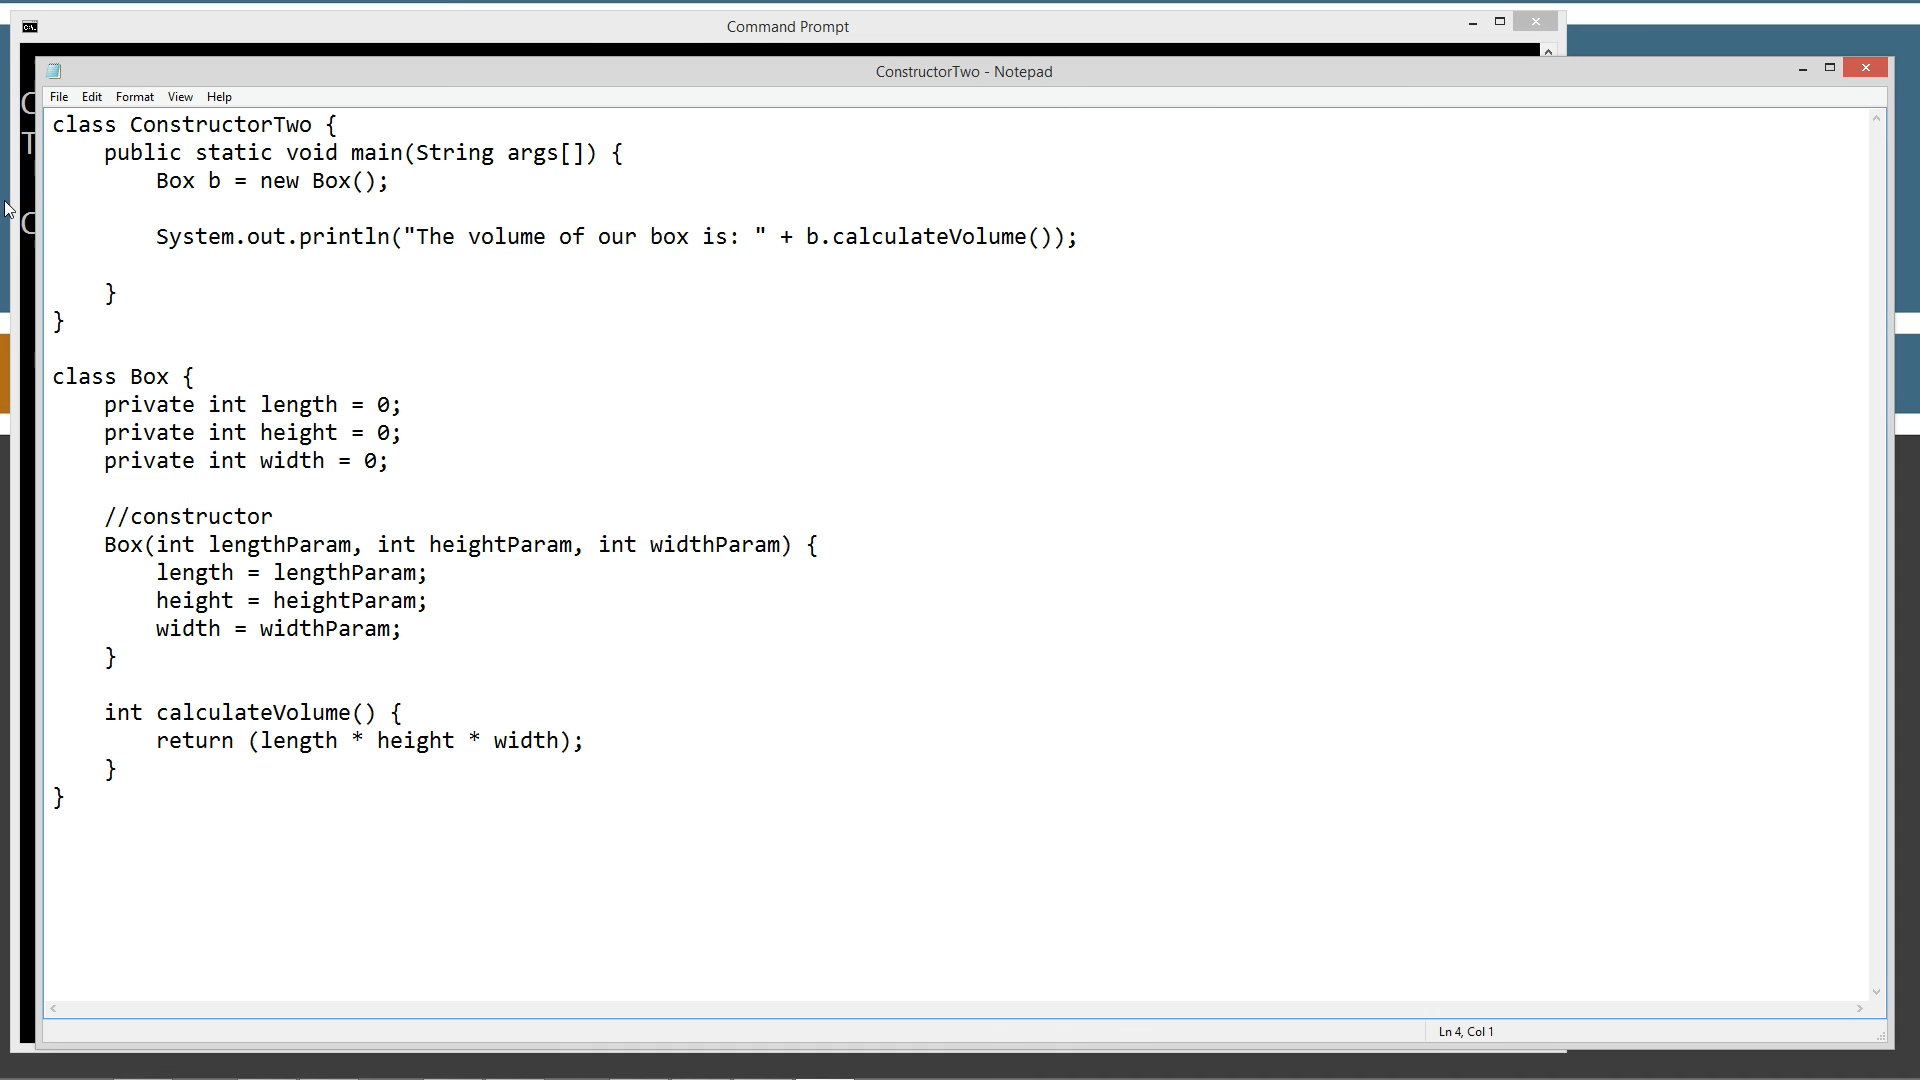 Command Prompt
ConstructorTwo - Notepad
File Edit Format View Help
class ConstructorTwo {
    public static void main(String args[]) {
        Box b = new Box();
        System.out.println("The volume of our box is: " + b.calculateVolume());
    }
}
class Box {
    private int length = 0;
    private int height = 0;
    private int width = 0;
    //constructor
    Box(int lengthParam, int heightParam, int widthParam) {
        length = lengthParam;
        height = heightParam;
        width = widthParam;
    }
    int calculateVolume() {
        return (length * height * width);
    }
}
Ln 4, Col 1